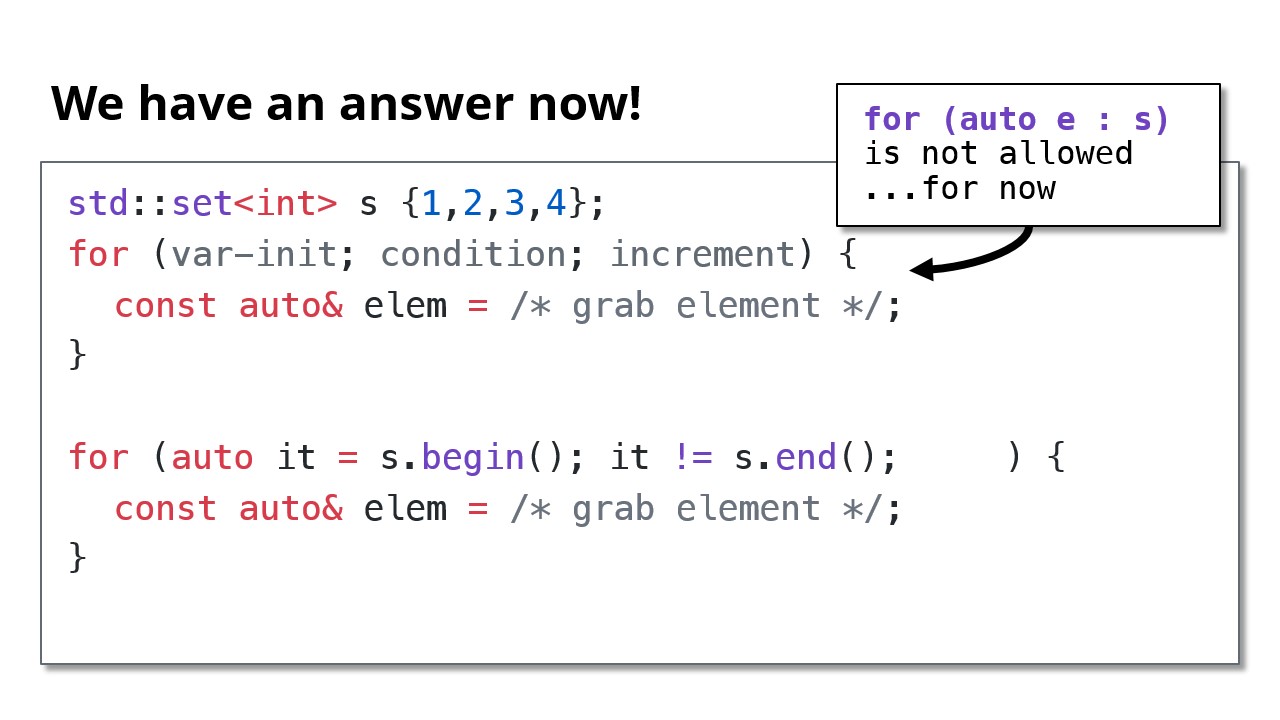 We have an answer now!
for (auto e : s)
is not allowed
...for now
std::set<int> s {1,2,3,4};
for (var-init; condition; increment) {
  const auto& elem = /* grab element */;
}
for (auto it = s.begin(); it != s.end();     ) {
  const auto& elem = /* grab element */;
}